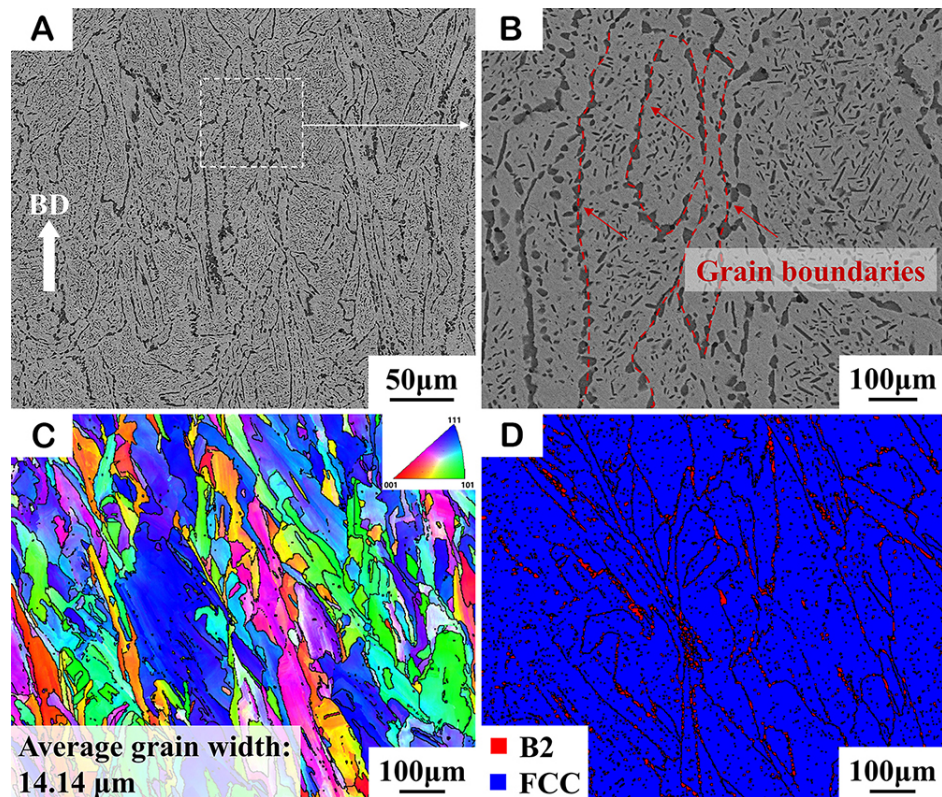 A
BD
50μm
B
Grain boundaries
100μm
C
111
001
101
Average grain width:
14.14 μm
100μm
D
B2
FCC
100μm